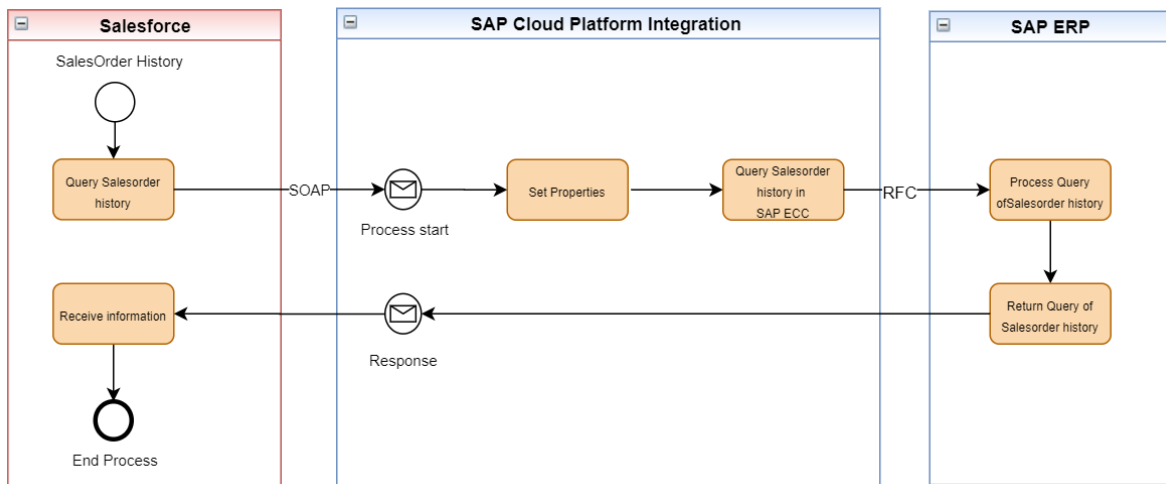 Salesforce
SAP Cloud Platform Integration
SAP ERP
SalesOrder History
Query Salesorder
history
SOAP
Process start
Set Properties
Query Salesorder
history in
SAP ECC
RFC
Process Query
ofSalesorder history
Receive information
Response
Return Query of
Salesorder history
End Process